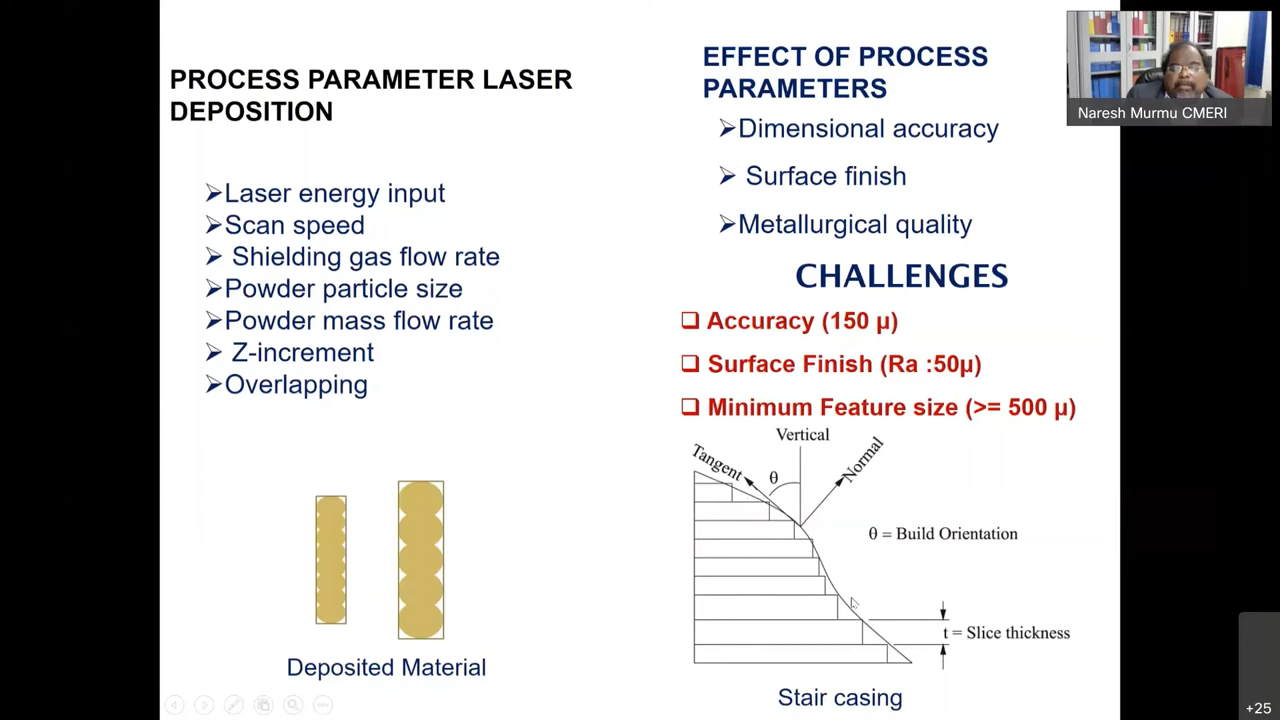 PROCESS PARAMETER LASER
DEPOSITION
➢Laser energy input
➢Scan speed
➢ Shielding gas flow rate
➢Powder particle size
➢Powder mass flow rate
➢ Z-increment
➢Overlapping
Deposited Material
EFFECT OF PROCESS
PARAMETERS
➢Dimensional accuracy
➢ Surface finish
➢Metallurgical quality
CHALLENGES
❑ Accuracy (150 µ)
❑ Surface Finish (Ra :50µ)
❑ Minimum Feature size (>= 500 µ)
Vertical
Tangent
θ
Normal
θ = Build Orientation
t = Slice thickness
Stair casing
Naresh Murmu CMERI
+25